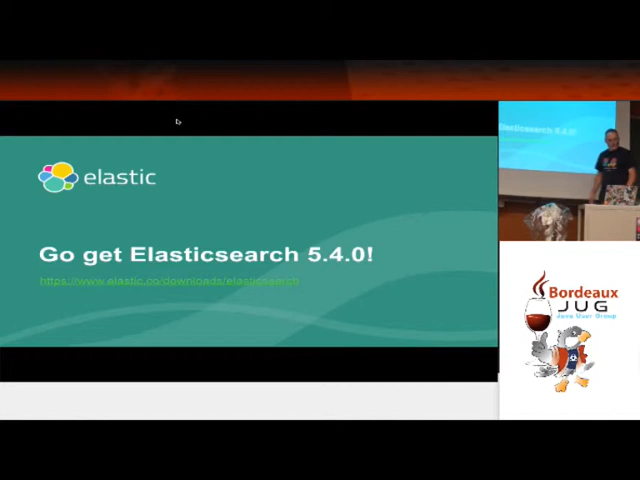 elastic
Go get Elasticsearch 5.4.0!
https://www.elastic.co/downloads/elasticsearch
Elasticsearch 5.4.0!
Bordeaux
JUG
Java User Group